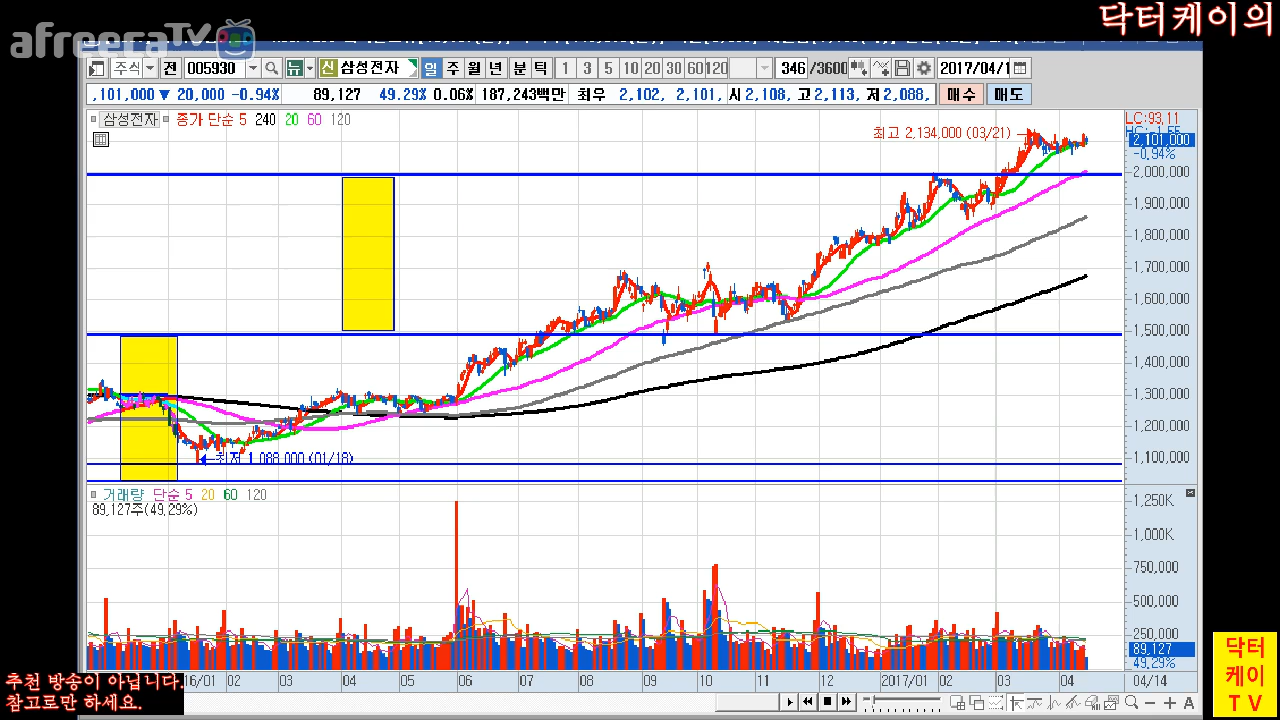 닥터케이의
afreecaTV
주식 전 005930 뉴 신 삼성전자 일 주 월 년 분 틱 1 3 5 10 20 30 60 120 346 /3600 2017/04/1
,101,000 ▼ 20,000 -0.94% 89,127 49.29% 0.06% 187,243백만 최우 2,102, 2,101, 시 2,108, 고 2,113, 저 2,088, 매수 매도
삼성전자 종가 단순 5 240 20 60 120
LC:93,11
최고 2,134,000 (03/21)
2,101,000
-0.94%
2,000,000
1,900,000
1,800,000
1,700,000
1,600,000
1,500,000
1,400,000
1,300,000
1,200,000
1,100,000
최저 1,088,000 (01/18)
거래량 단순 5 20 60 120
89,127주(49.29%)
1,250K
1,000K
750,000
500,000
250,000
89,127
49.29%
16/01 02 03 04 05 06 07 08 09 10 11 12 2017/01 02 03 04 04/14
추천 방송이 아닙니다.
참고로만 하세요.
닥터
케이
TV